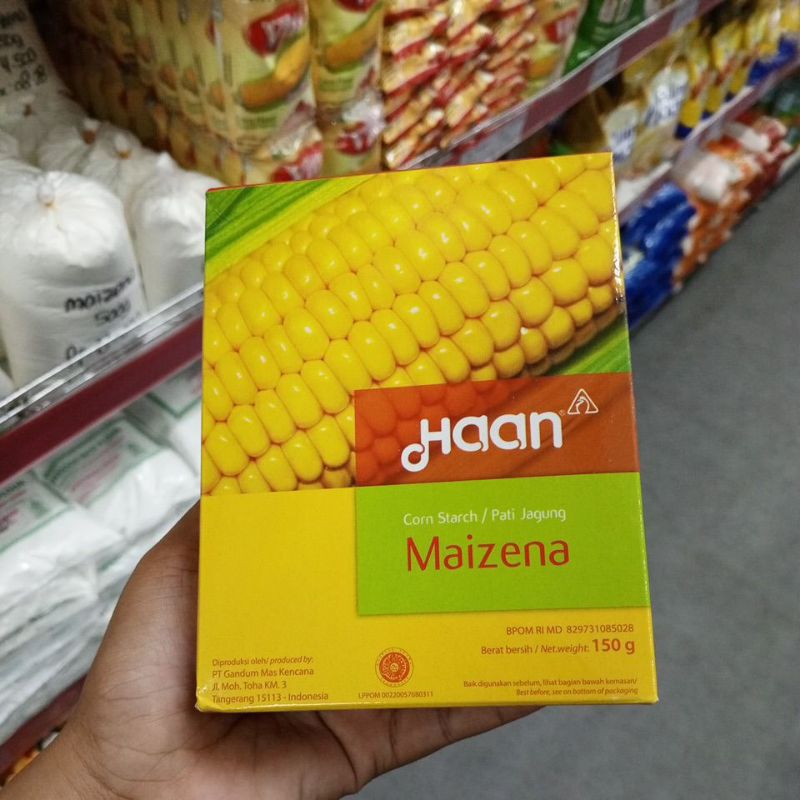 Haan
Corn Starch / Pati Jagung
Maizena
BPOM RI MD 829731085028
Berat bersih / Net.weight: 150 g
Diproduksi oleh/ produced by:
PT Gandum Mas Kencana
Jl. Moh. Toha KM. 3
Tangerang 15113 - Indonesia
LPPOM 00220057680311
Baik digunakan sebelum, lihat bagian bawah kemasan/
Best before, see on bottom of packaging
maizena
500g